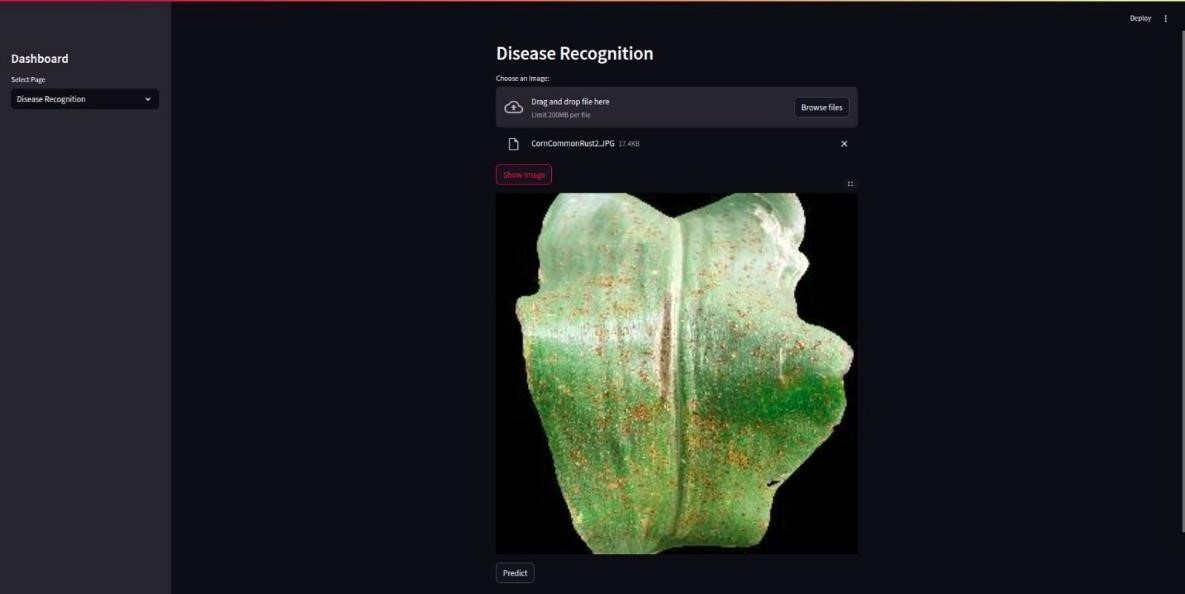 Deploy
Dashboard
Select Page
Disease Recognition
Disease Recognition
Choose an Image:
Drag and drop file here
Limit 200MB per file
Browse files
CornCommonRust2.JPG 17.4KB
Show Image
Predict